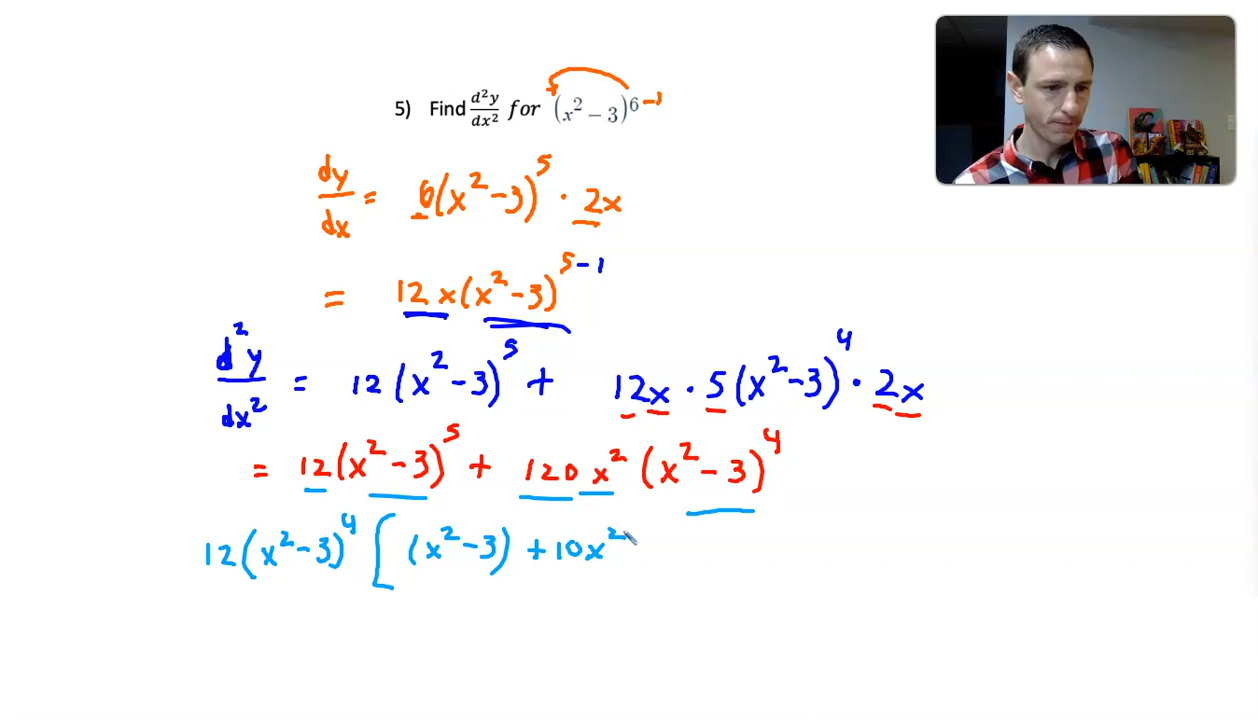 5) Find d²y/dx² for (x² – 3)⁶ –1
dy/dx = 6(x² – 3)⁵ · 2x
= 12x(x² – 3)⁵ – 1
d²y/dx² = 12(x² – 3)⁵ + 12x · 5(x² – 3)⁴ · 2x
= 12(x² – 3)⁵ + 120x²(x² – 3)⁴
12(x² – 3)⁴ [(x² – 3) + 10x²